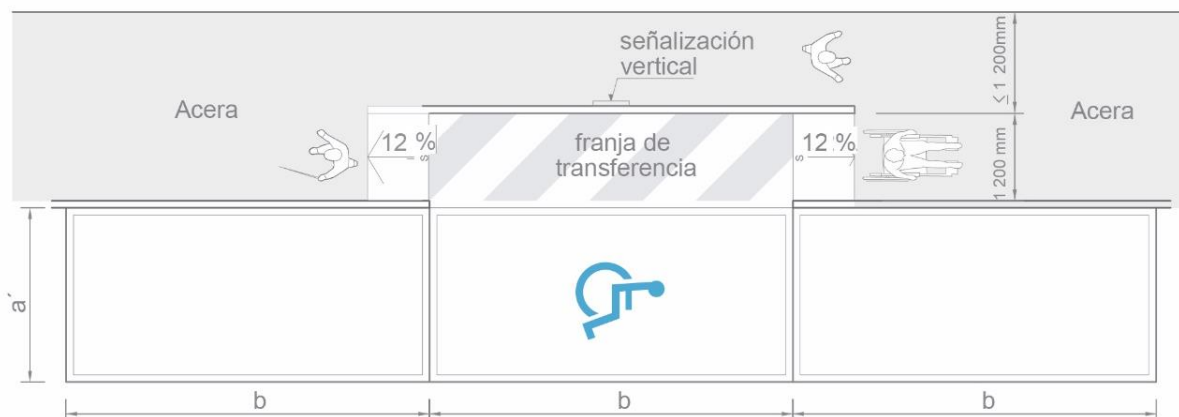 señalización
vertical
Acera
Acera
12 %
s
franja de
transferencia
12 %
s
≤1 200mm
1 200 mm
a´
b
b
b